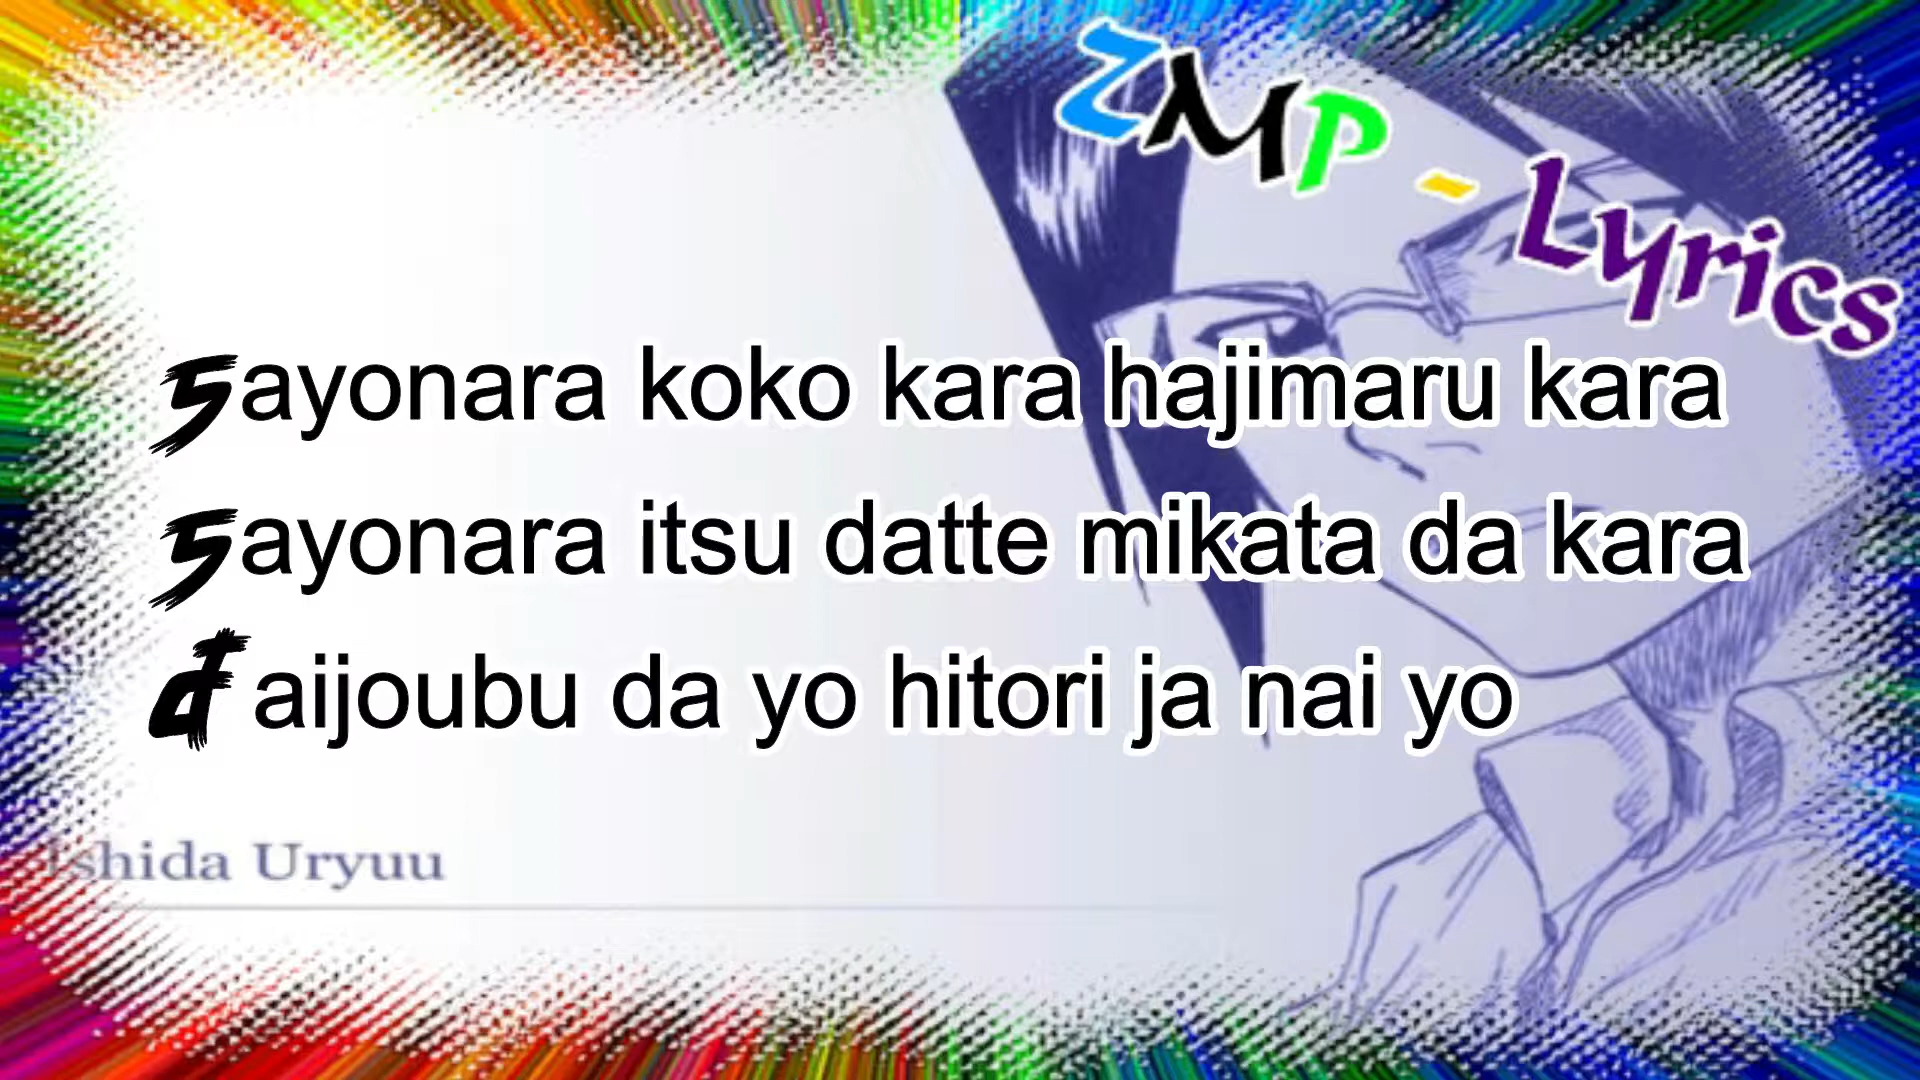 ZMP - Lyrics
Sayonara koko kara hajimaru kara
Sayonara itsu datte mikata da kara
daijoubu da yo hitori ja nai yo
Ishida Uryuu